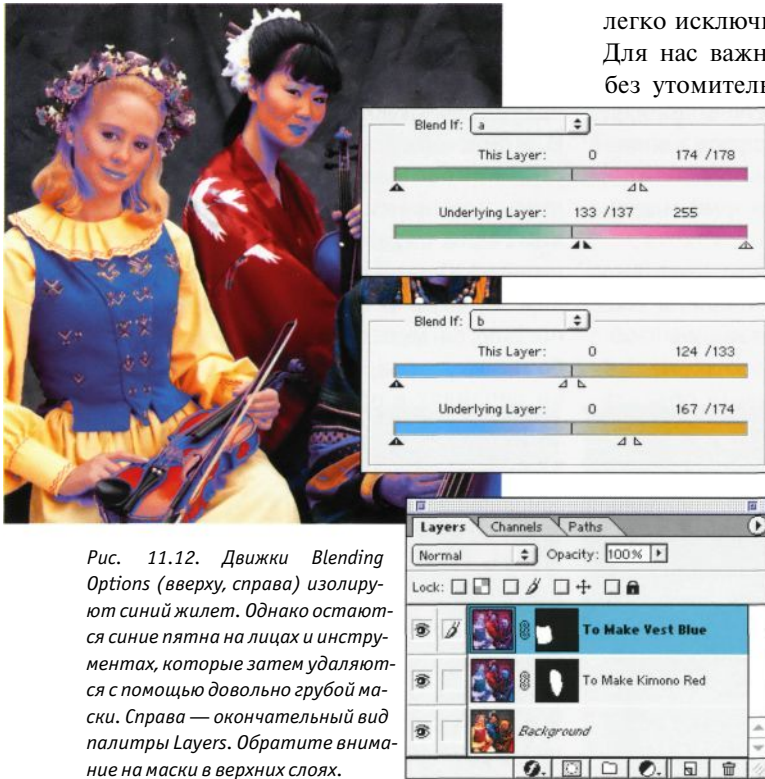 легко исключи
Для нас важн
без утомитель
Blend If: a
This Layer: 0 174 /178
Underlying Layer: 133 /137 255
Blend If: b
This Layer: 0 124 /133
Underlying Layer: 0 167 /174
Рис. 11.12. Движки Blending
Options (вверху, справа) изолиру-
ют синий жилет. Однако остают-
ся синие пятна на лицах и инстру-
ментах, которые затем удаляют-
ся с помощью довольно грубой ма-
ски. Справа — окончательный вид
палитры Layers. Обратите внима-
ние на маски в верхних слоях.
Layers Channels Paths
Normal Opacity: 100%
Lock:
To Make Vest Blue
To Make Kimono Red
Background